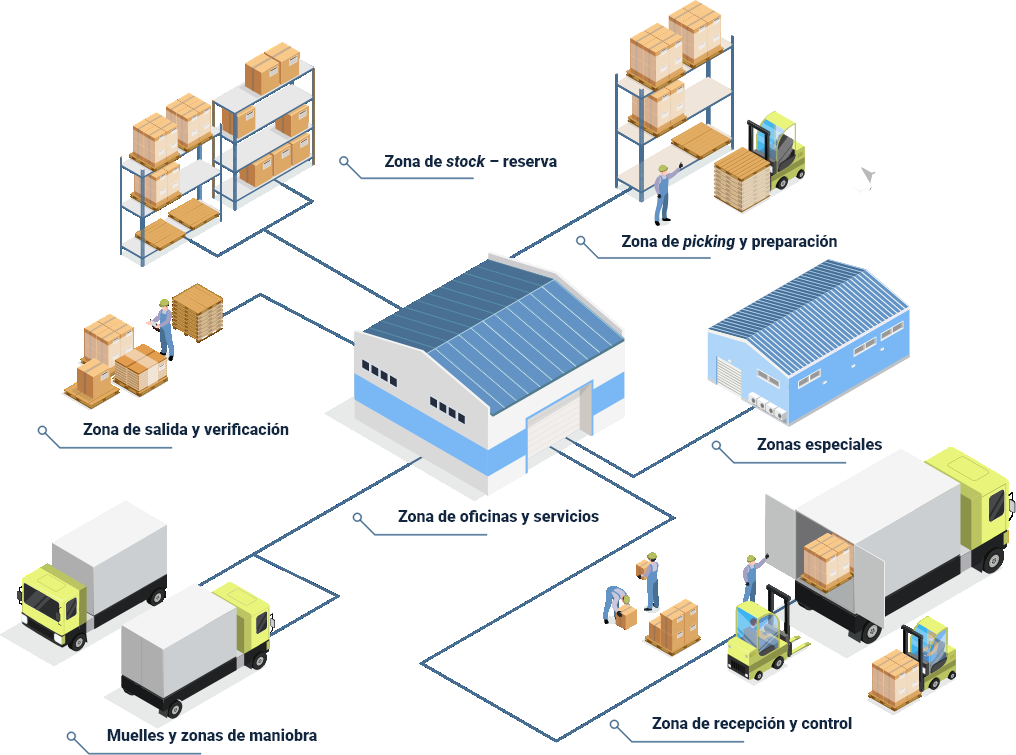 Zona de stock – reserva
Zona de picking y preparación
Zona de salida y verificación
Zonas especiales
Zona de oficinas y servicios
Zona de recepción y control
Muelles y zonas de maniobra